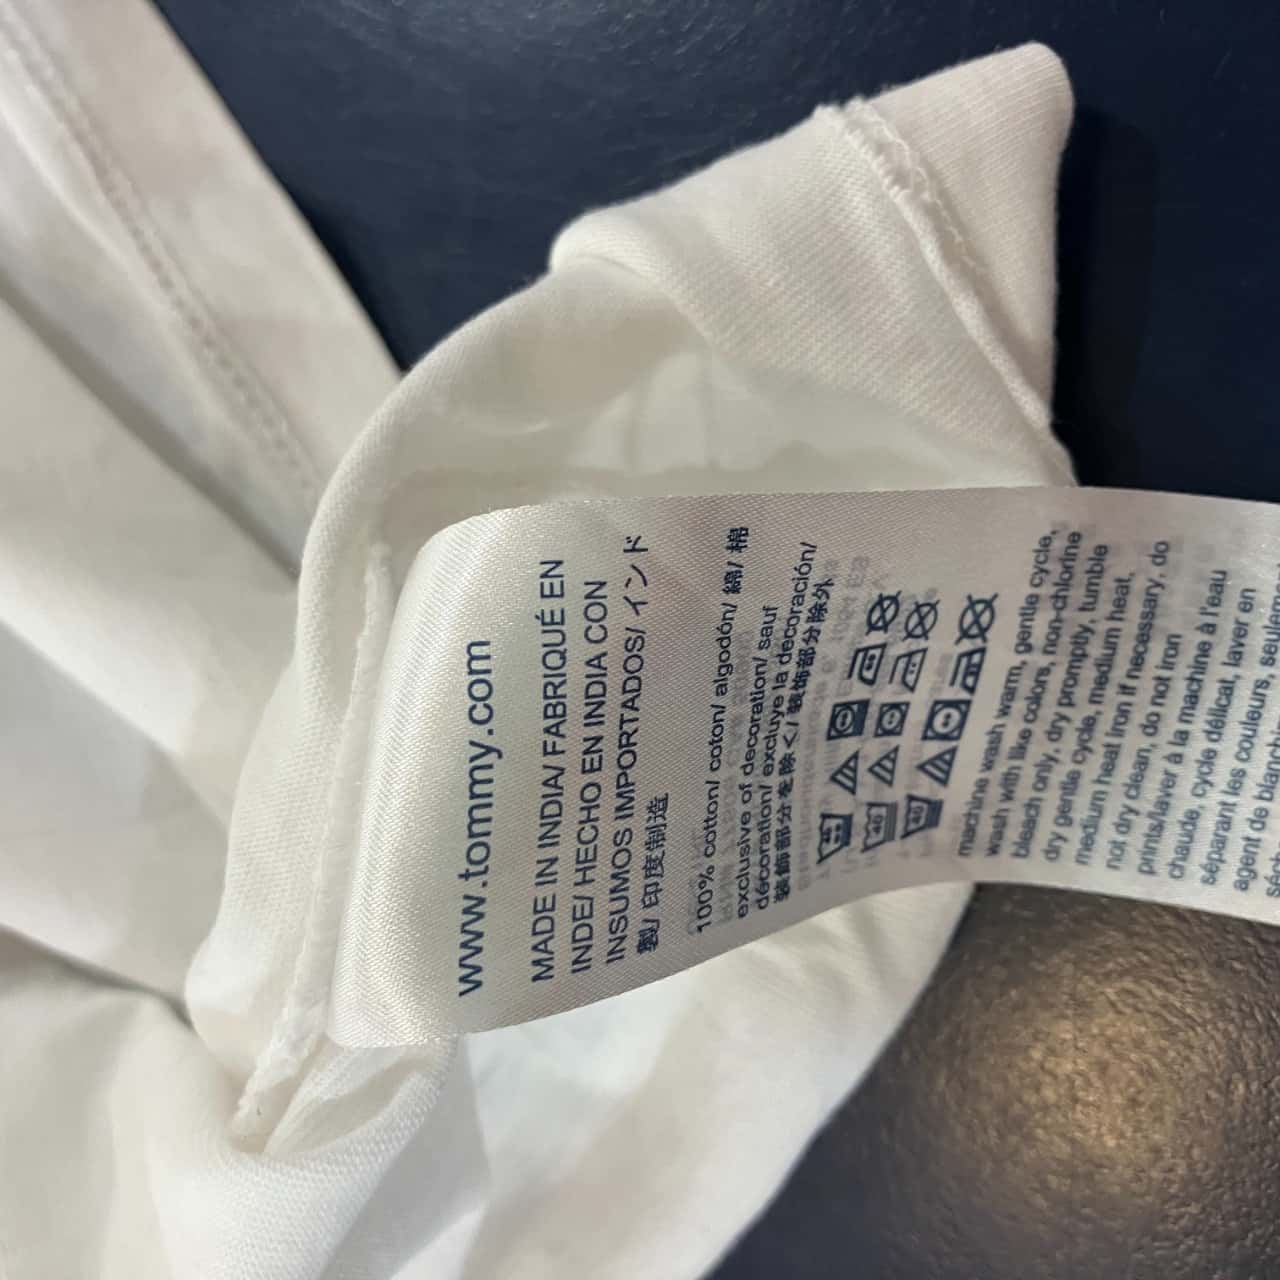 www.tommy.com
MADE IN INDIA/ FABRIQUÉ EN
INDE/ HECHO EN INDIA CON
INSUMOS IMPORTADOS/ インド
製/ 印度制造
100% cotton/ coton/ algodón/ 綿/ 棉
exclusive of decoration/ sauf
décoration/ excluye la decoración/
装飾部分を除く/ 装饰部分除外
40
40
40
machine wash warm, gentle cycle,
wash with like colors, non-chlorine
bleach only, dry promptly, tumble
dry gentle cycle, medium heat,
medium heat iron if necessary, do
not dry clean, do not iron
prints/laver à la machine à l'eau
chaude, cycle délicat, laver en
séparant les couleurs, seulement
agent de blanchi